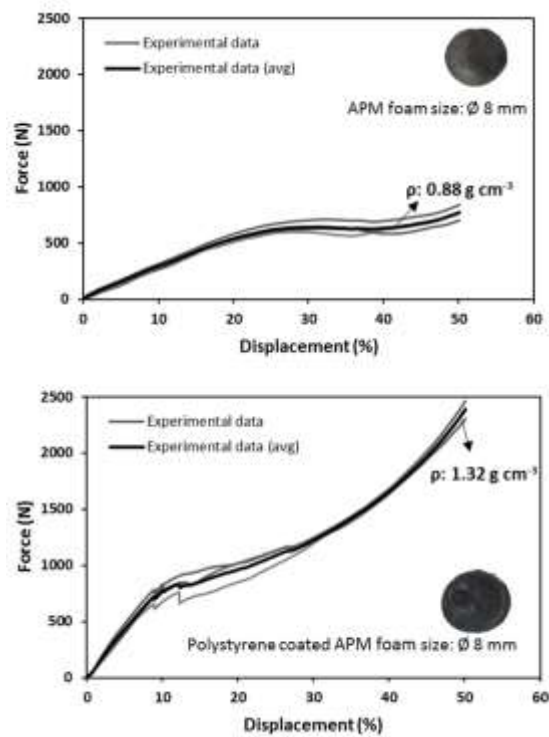 2500
Experimental data
Experimental data (avg)
2000
APM foam size: Ø 8 mm
1500
Force (N)
1000
ρ: 0.88 g cm⁻³
500
0
0 10 20 30 40 50 60
Displacement (%)
2500
Experimental data
Experimental data (avg)
2000
ρ: 1.32 g cm⁻³
1500
Force (N)
1000
500
Polystyrene coated APM foam size: Ø 8 mm
0
0 10 20 30 40 50 60
Displacement (%)